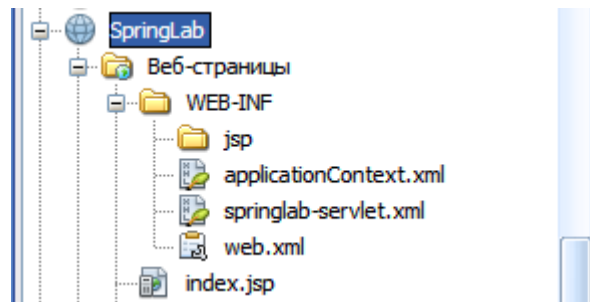 SpringLab
Веб-страницы
WEB-INF
jsp
applicationContext.xml
springlab-servlet.xml
web.xml
index.jsp